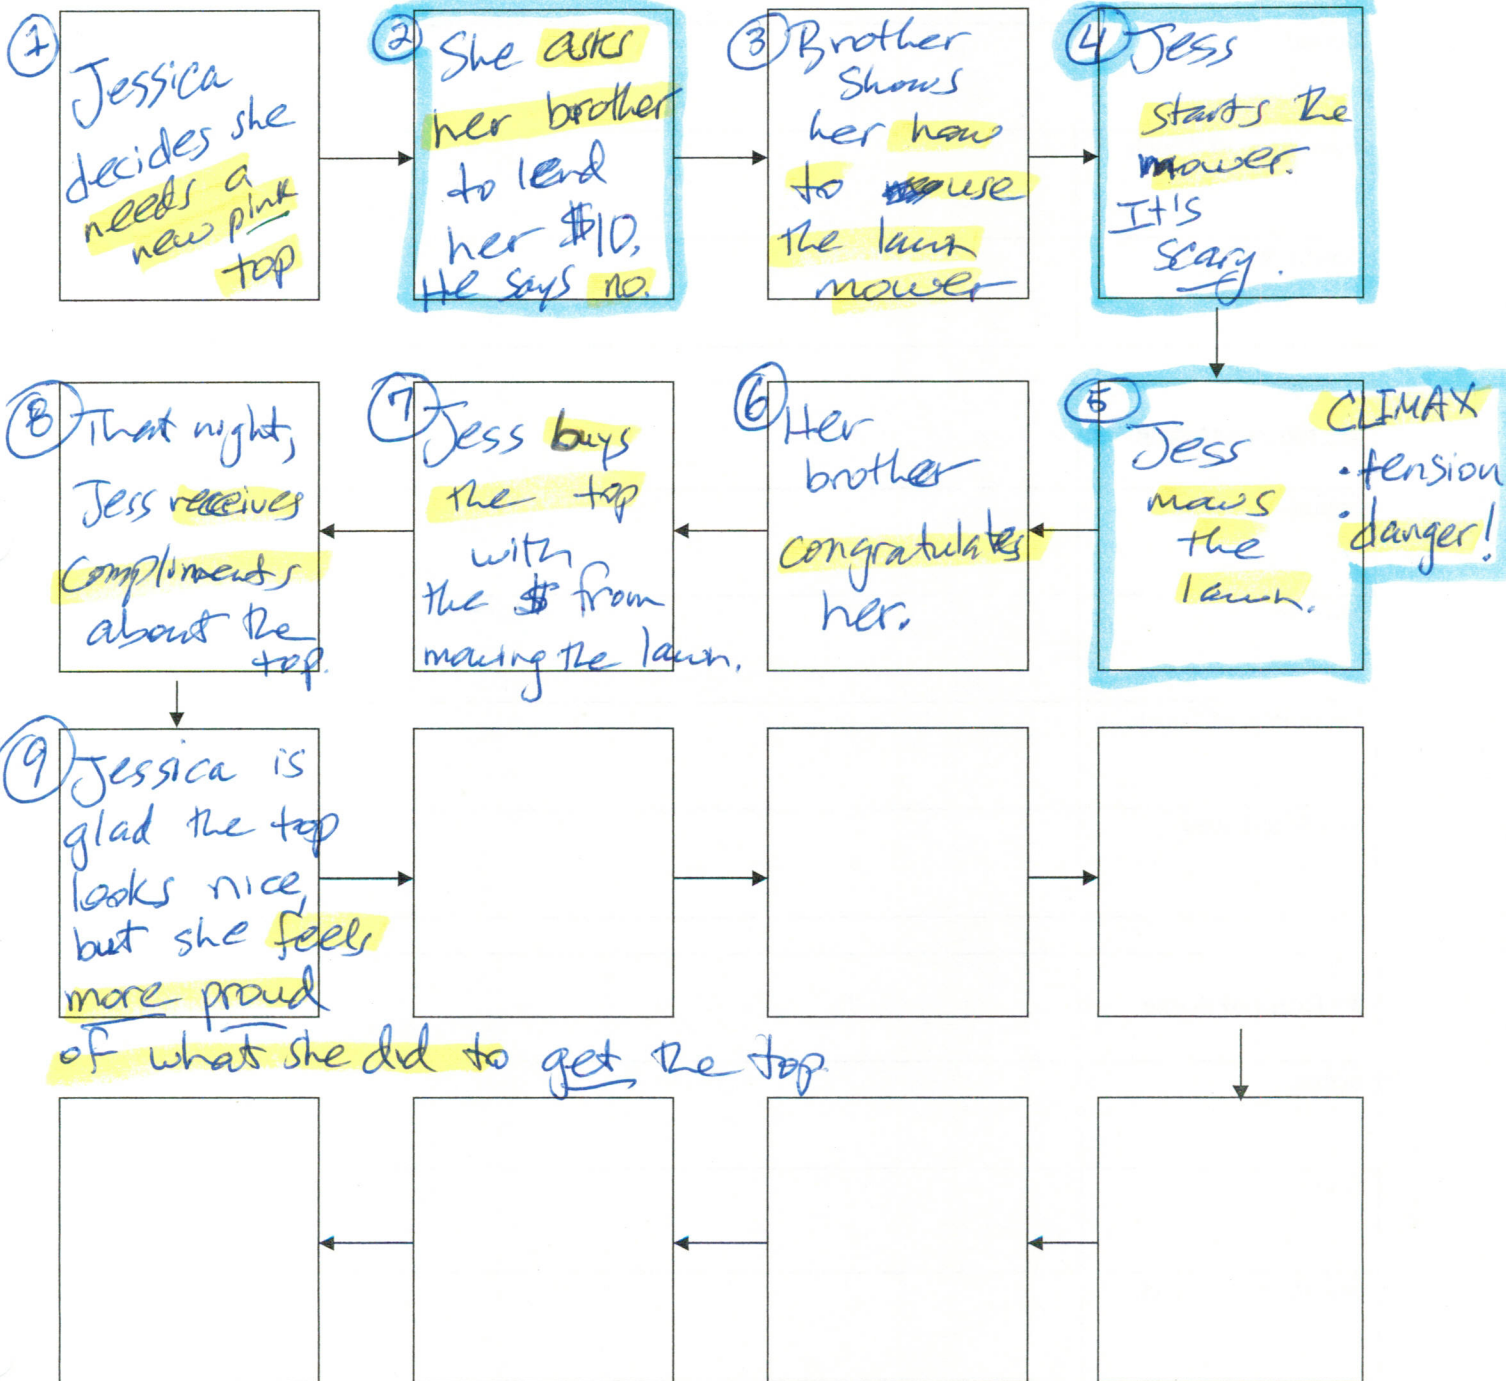 1
Jessica
decides she
needs a
new pink
top
2
She asks
her brother
to lend
her $10.
He says no.
3
Brother
shows
her how
to use
the lawn
mower
4
Jess
starts the
mower.
It's
scary.
5
Jess
mows
the
lawn.
CLIMAX
• tension
• danger!
6
Her
brother
congratulates
her.
7
Jess buys
the top
with
the $ from
mowing the lawn.
8
That night,
Jess receives
compliments
about the
top.
9
Jessica is
glad the top
looks nice,
but she feels
more proud
of what she did to get the top.